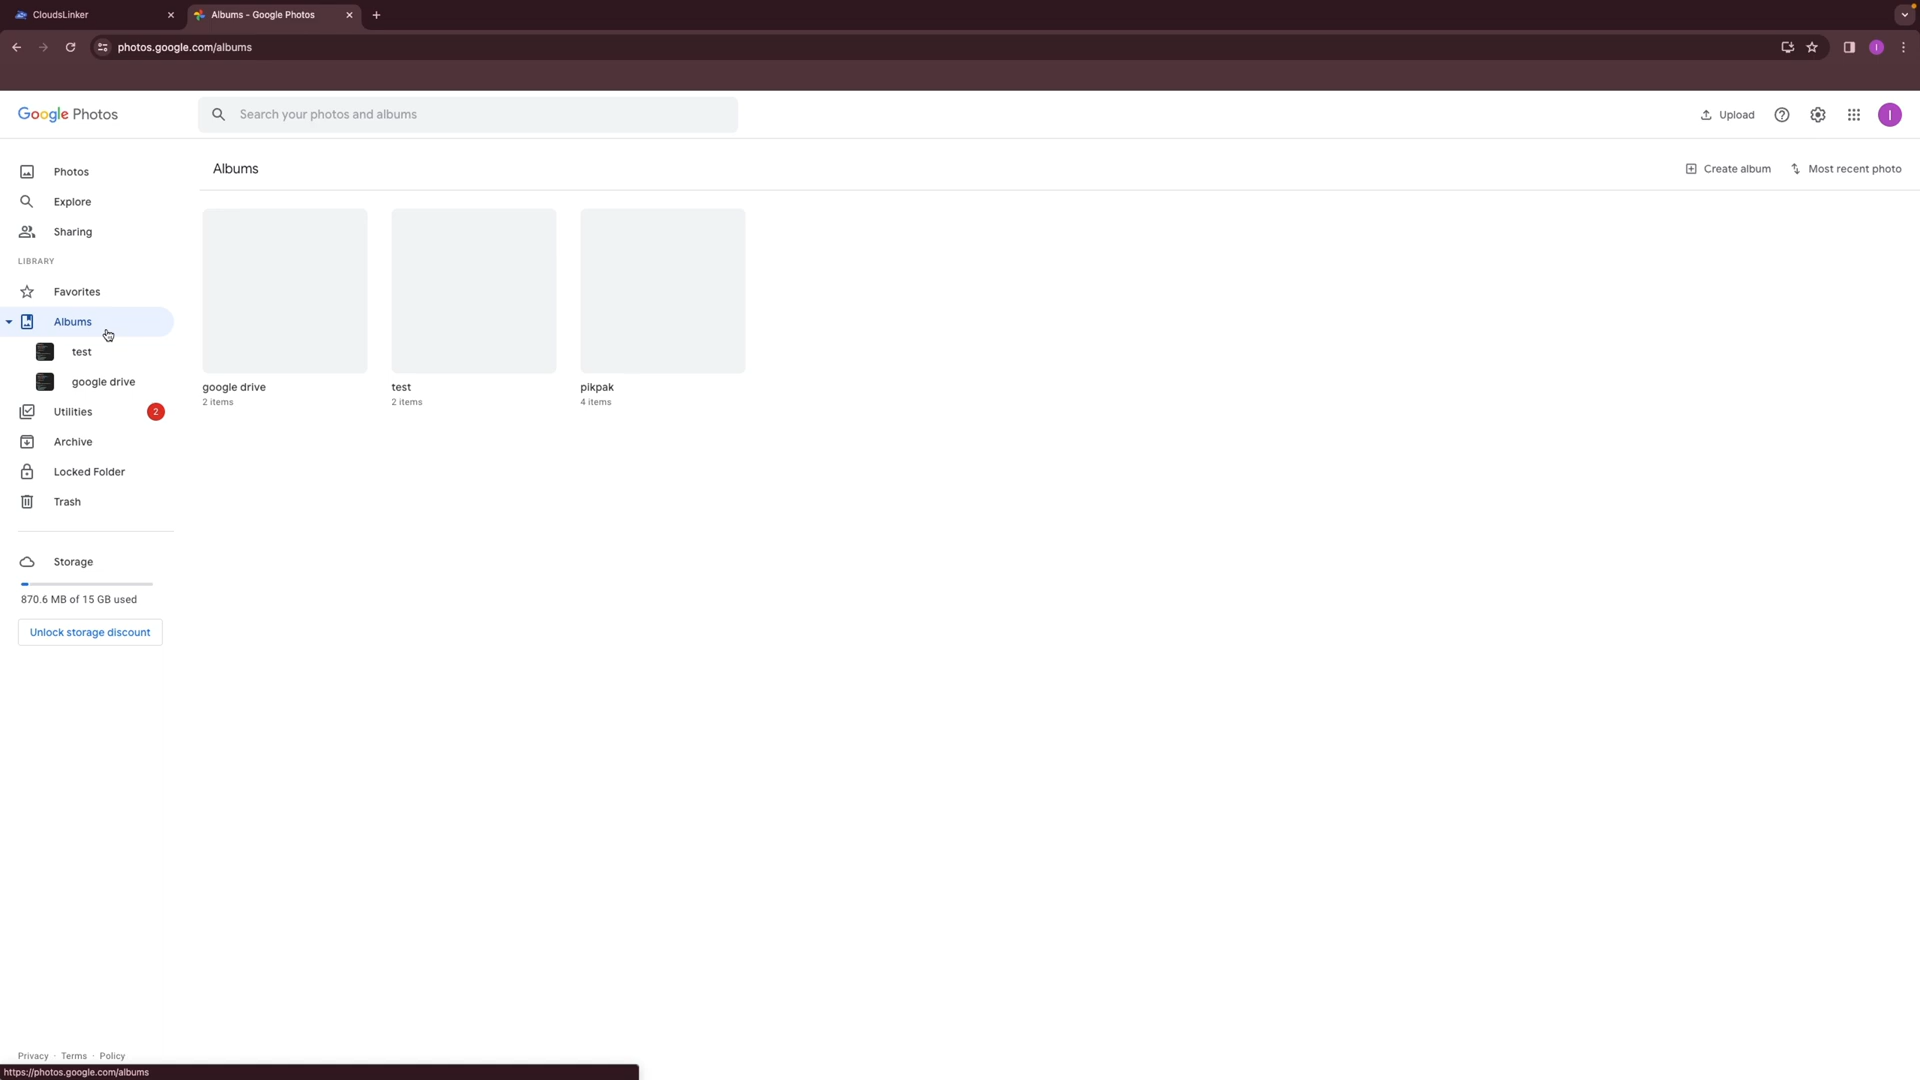 CloudsLinker
Albums - Google Photos
photos.google.com/albums
I
Google Photos
Search your photos and albums
Upload
I
Photos
Explore
Sharing
LIBRARY
Favorites
Albums
test
google drive
Utilities
2
Archive
Locked Folder
Trash
Storage
870.6 MB of 15 GB used
Unlock storage discount
Albums
Create album
Most recent photo
google drive
2 items
test
2 items
pikpak
4 items
Privacy · Terms · Policy
https://photos.google.com/albums